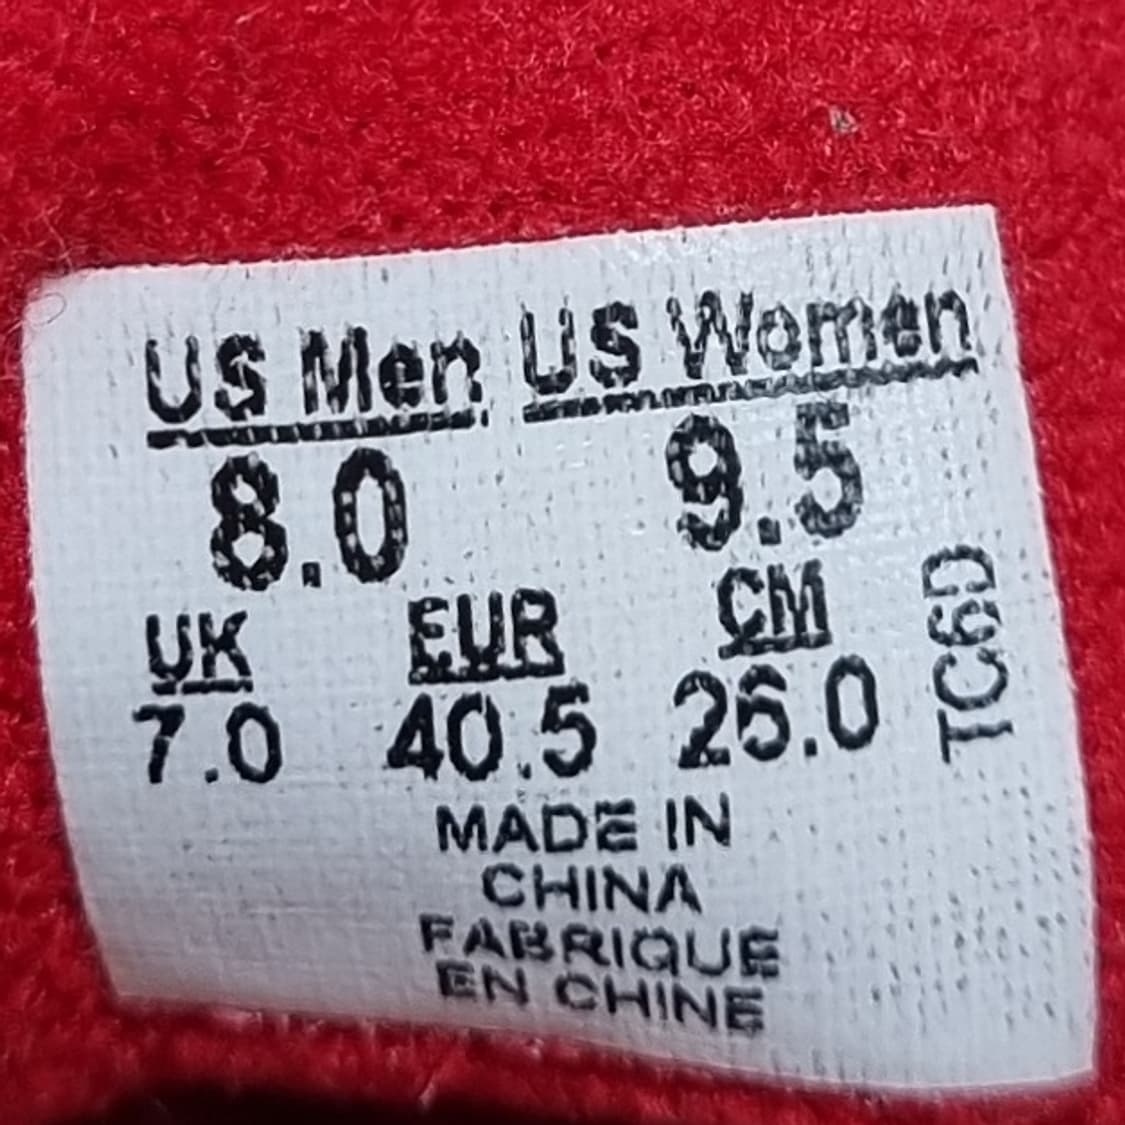 US Men US Women
8.0 9.5
UK EUR CM
7.0 40.5 26.0
TC6D
MADE IN
CHINA
FABRIQUE
EN CHINE